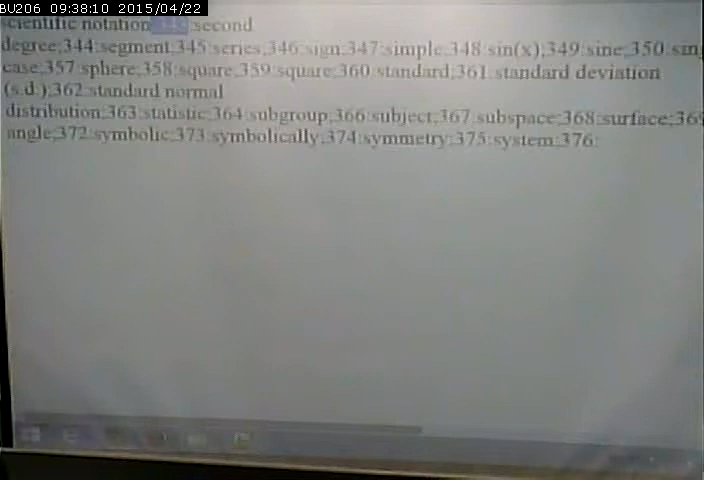 BU206 09:38:10 2015/04/22
scientific notation;343:second
degree;344:segment;345:series;346:sign;347:simple;348:sin(x);349:sine;350:sin
case;357:sphere;358:square;359:square;360:standard;361:standard deviation
(s.d.);362:standard normal
distribution;363:statistic;364:subgroup;366:subject;367:subspace;368:surface;369
angle;372:symbolic;373:symbolically;374:symmetry;375:system;376: